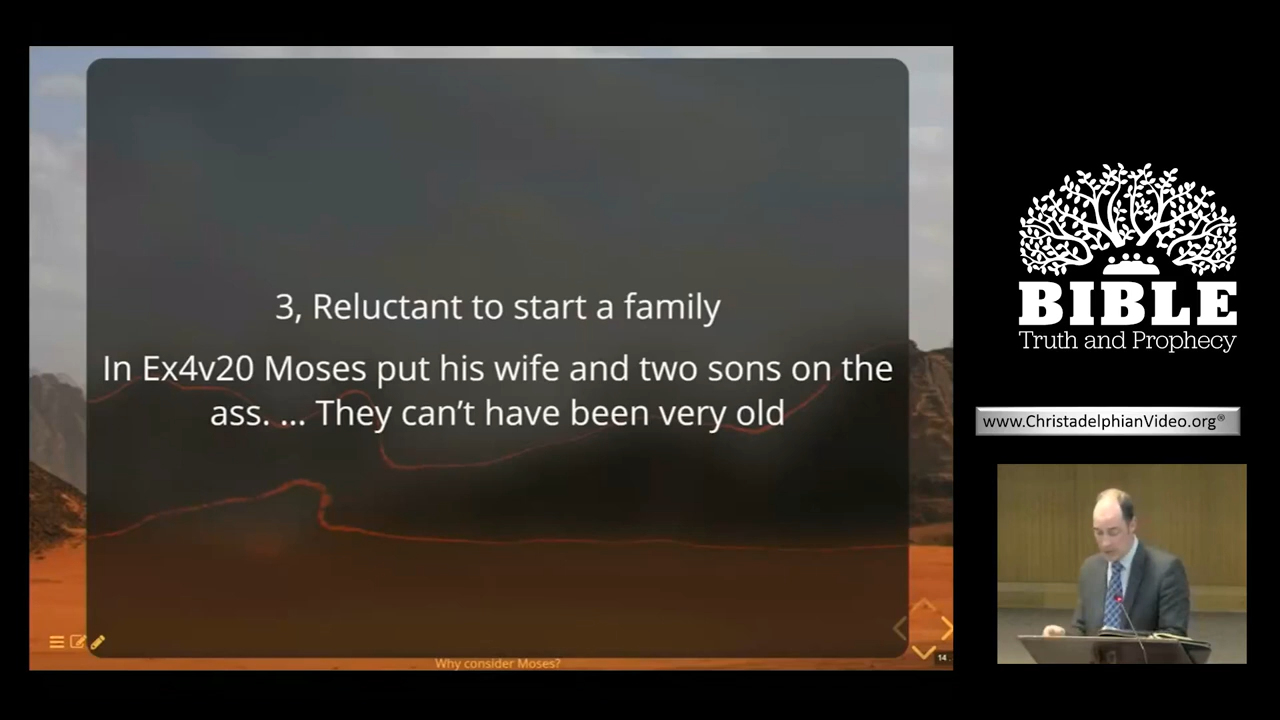 3, Reluctant to start a family
In Ex4v20 Moses put his wife and two sons on the
ass. ... They can't have been very old
Why consider Moses?
14
BIBLE
Truth and Prophecy
www.ChristadelphianVideo.org®